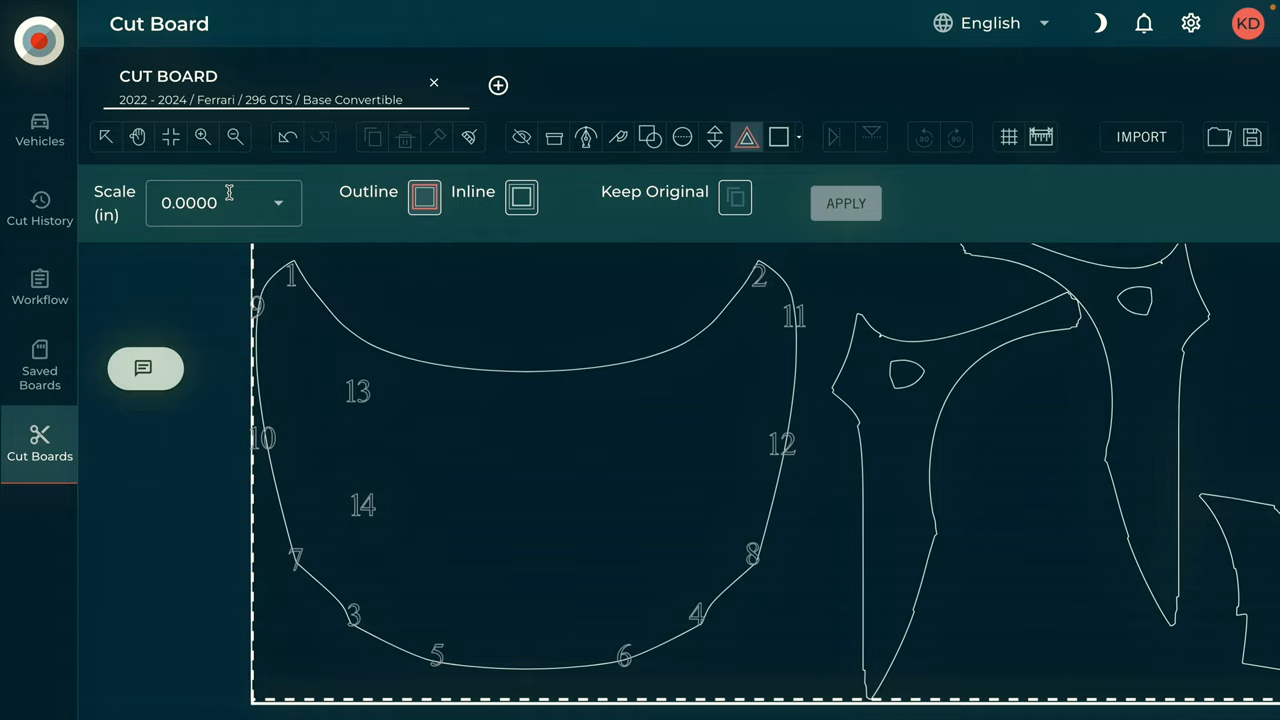 Cut Board
English
KD
CUT BOARD
2022 - 2024 / Ferrari / 296 GTS / Base Convertible
Vehicles
Cut History
Workflow
Saved
Boards
Cut Boards
IMPORT
Scale
(in)
0.0000
Outline
Inline
Keep Original
APPLY
1
2
9
11
13
10
12
14
7
8
3
4
5
6